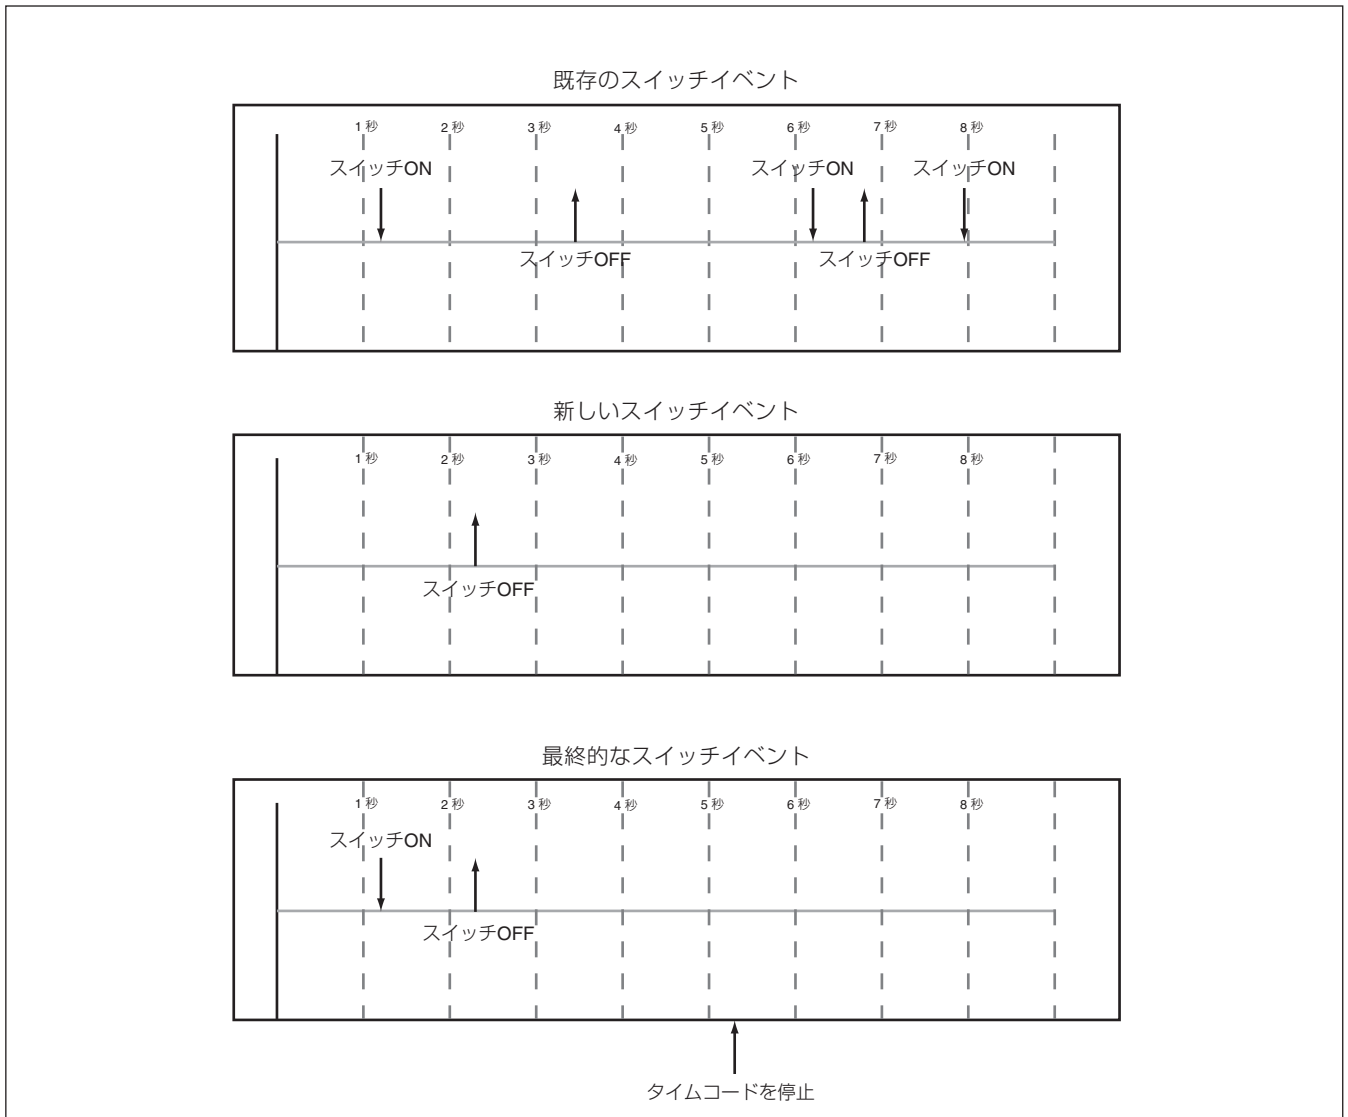 既存のスイッチイベント
1 秒 2 秒 3 秒 4 秒 5 秒 6 秒 7 秒 8 秒
スイッチON スイッチON スイッチON
スイッチOFF スイッチOFF
新しいスイッチイベント
1 秒 2 秒 3 秒 4 秒 5 秒 6 秒 7 秒 8 秒
スイッチOFF
最終的なスイッチイベント
1 秒 2 秒 3 秒 4 秒 5 秒 6 秒 7 秒 8 秒
スイッチON
スイッチOFF
タイムコードを停止